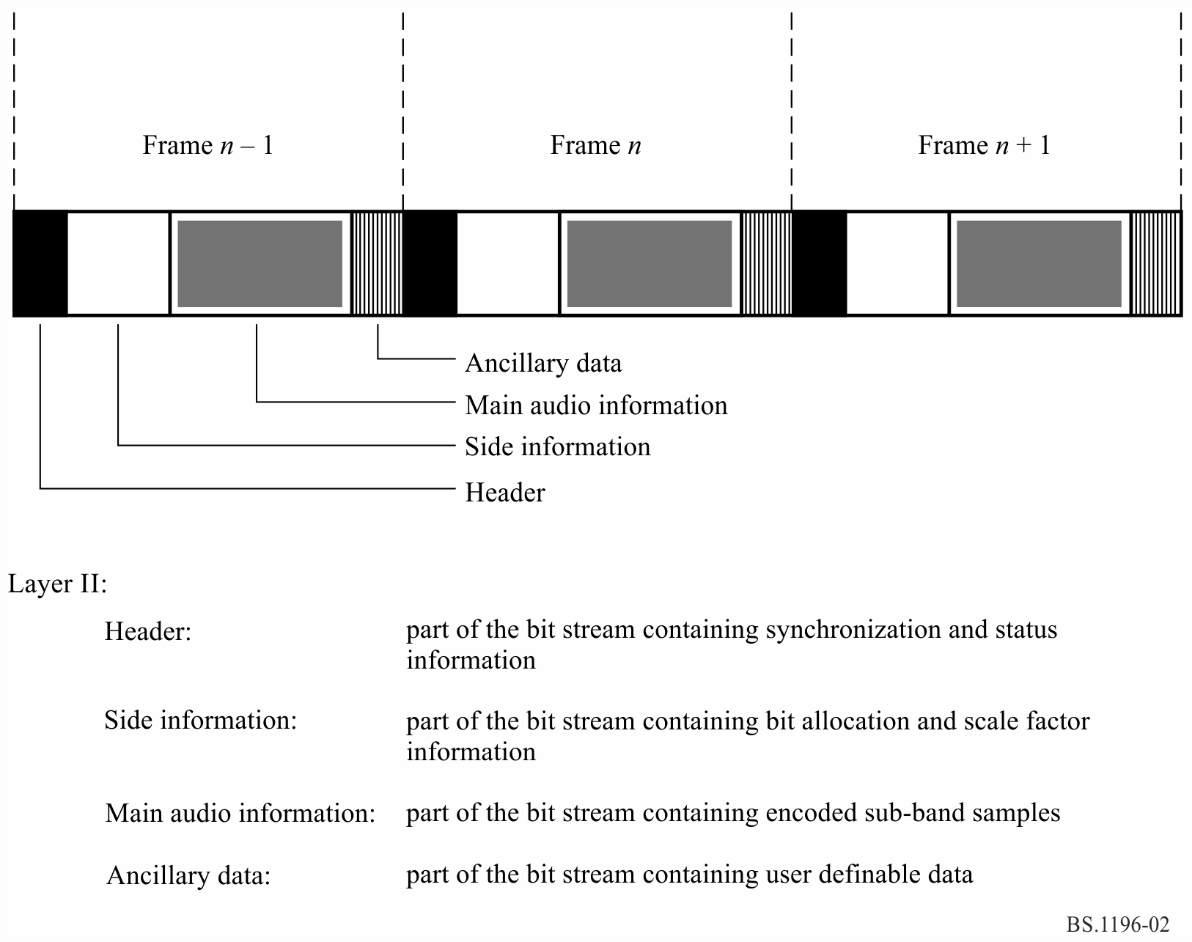 Frame n – 1
Frame n
Frame n + 1
Ancillary data
Main audio information
Side information
Header
Layer II:
Header:
part of the bit stream containing synchronization and status
information
Side information:
part of the bit stream containing bit allocation and scale factor
information
Main audio information:
part of the bit stream containing encoded sub-band samples
Ancillary data:
part of the bit stream containing user definable data
BS.1196-02